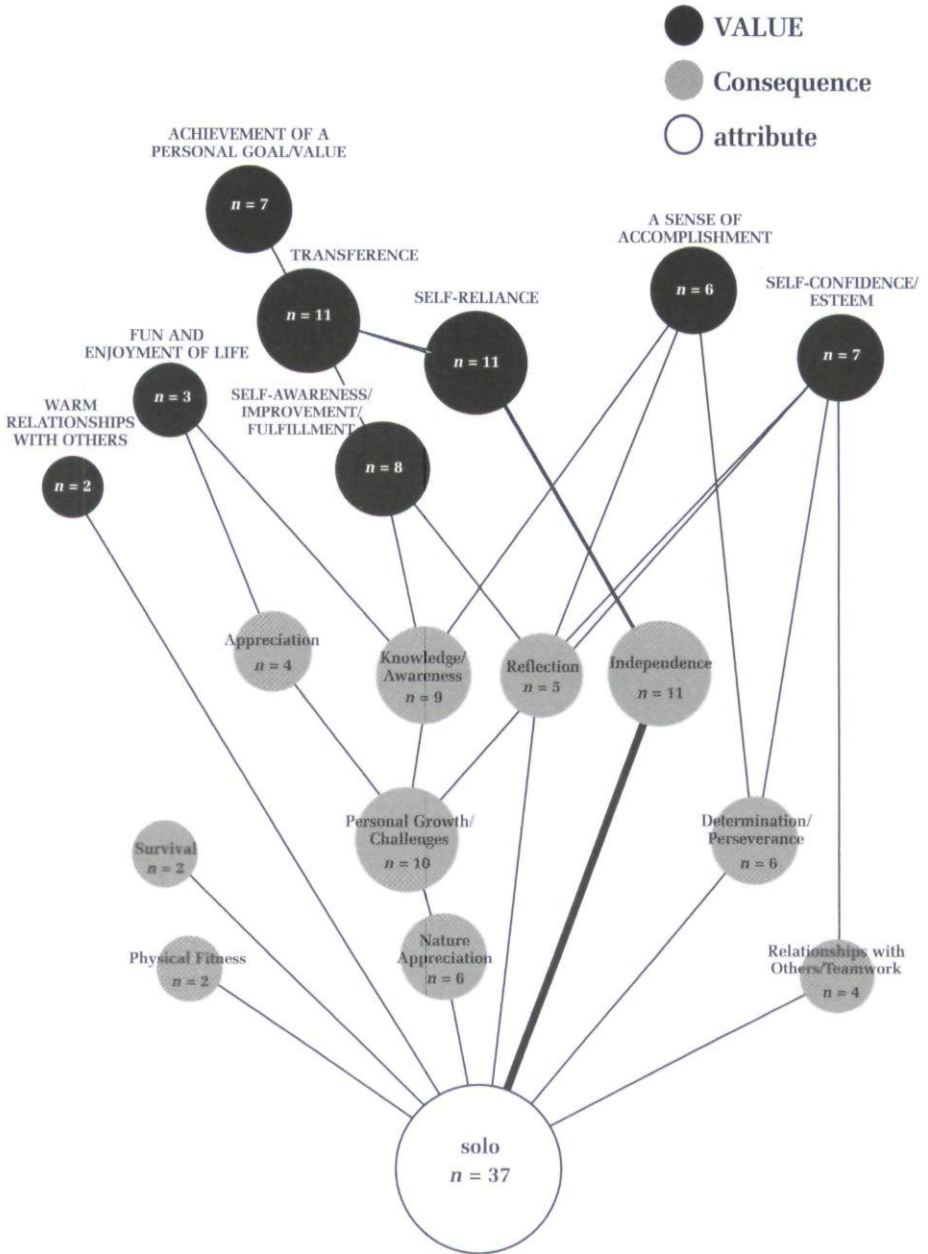 VALUE
Consequence
attribute
ACHIEVEMENT OF A
PERSONAL GOAL/VALUE
n = 7
TRANSFERENCE
n = 11
SELF-RELIANCE
n = 11
A SENSE OF
ACCOMPLISHMENT
n = 6
SELF-CONFIDENCE/
ESTEEM
n = 7
FUN AND
ENJOYMENT OF LIFE
n = 3
SELF-AWARENESS/
IMPROVEMENT/
FULFILLMENT
n = 8
WARM
RELATIONSHIPS
WITH OTHERS
n = 2
Appreciation
n = 4
Knowledge/
Awareness
n = 9
Reflection
n = 5
Independence
n = 11
Personal Growth/
Challenges
n = 10
Determination/
Perseverance
n = 6
Survival
n = 2
Physical Fitness
n = 2
Nature
Appreciation
n = 6
Relationships with
Others/Teamwork
n = 4
solo
n = 37